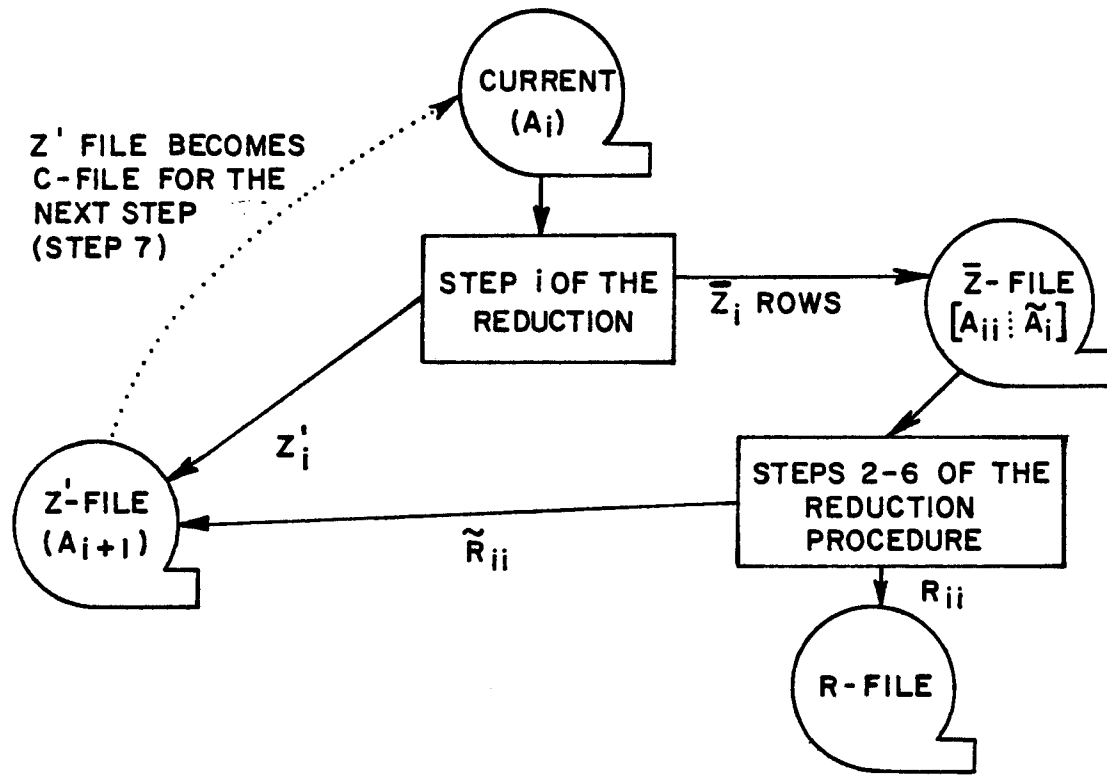 CURRENT
(Aᵢ)
Z' FILE BECOMES
C-FILE FOR THE
NEXT STEP
(STEP 7)
STEP i OF THE
REDUCTION
Z̄ᵢ ROWS
Z̄-FILE
[Aᵢᵢ ⋮ Ãᵢ]
Z'ᵢ
Z'-FILE
(Aᵢ₊₁)
STEPS 2-6 OF THE
REDUCTION
PROCEDURE
R̃ᵢᵢ
Rᵢᵢ
R-FILE